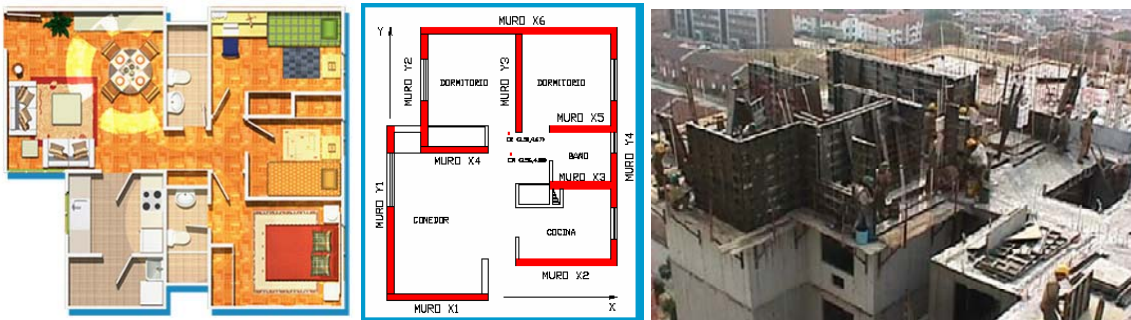 MURO X6
Y
MURO Y2
DORMITORIO
MURO Y3
DORMITORIO
MURO X5
MURO Y4
MURO X4
BAÑO
MURO X3
MURO Y1
COMEDOR
COCINA
MURO X2
MURO X1
X